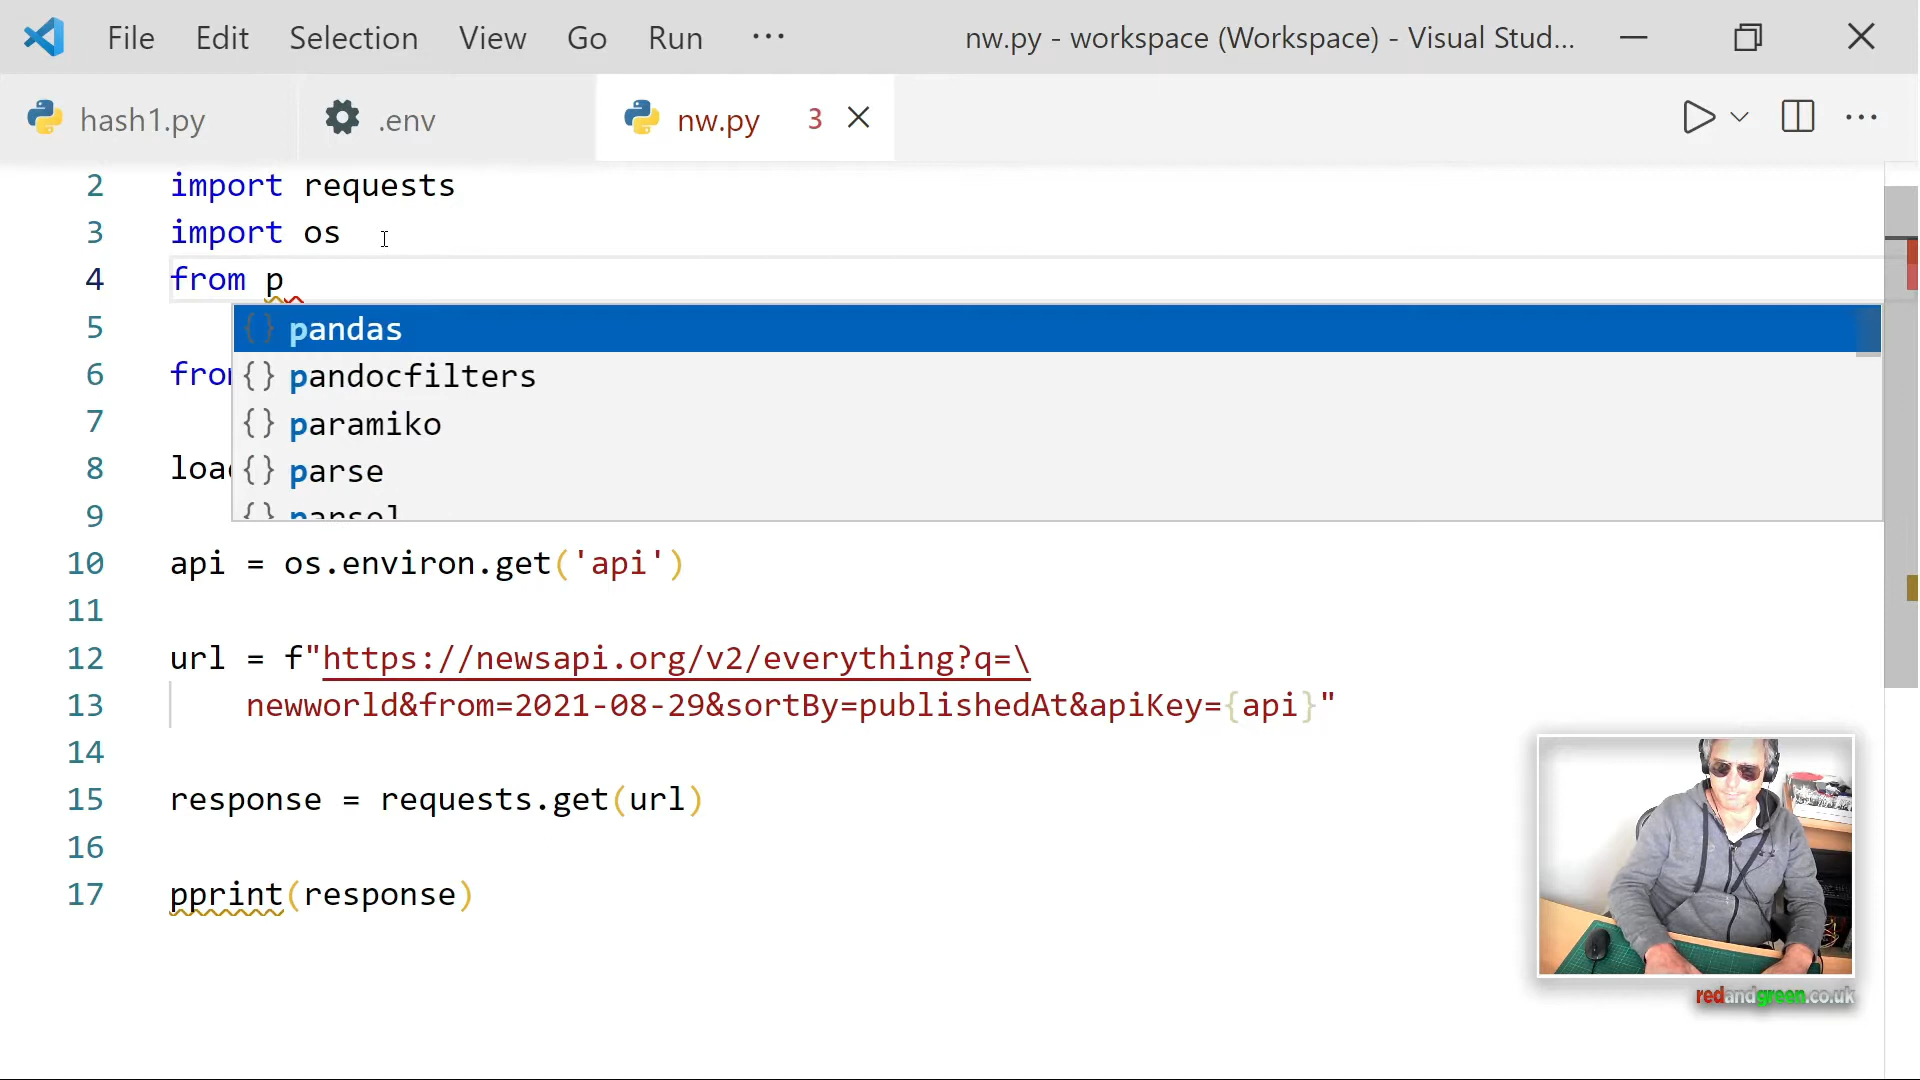 File Edit Selection View Go Run ··· nw.py - workspace (Workspace) - Visual Stud...
hash1.py .env nw.py 3
2 import requests
3 import os
4 from p
5 pandas
6 from pandocfilters
7 paramiko
8 load parse
9 parsel
10 api = os.environ.get('api')
11
12 url = f"https://newsapi.org/v2/everything?q=\
13 newworld&from=2021-08-29&sortBy=publishedAt&apiKey={api}"
14
15 response = requests.get(url)
16
17 pprint(response)
redandgreen.co.uk